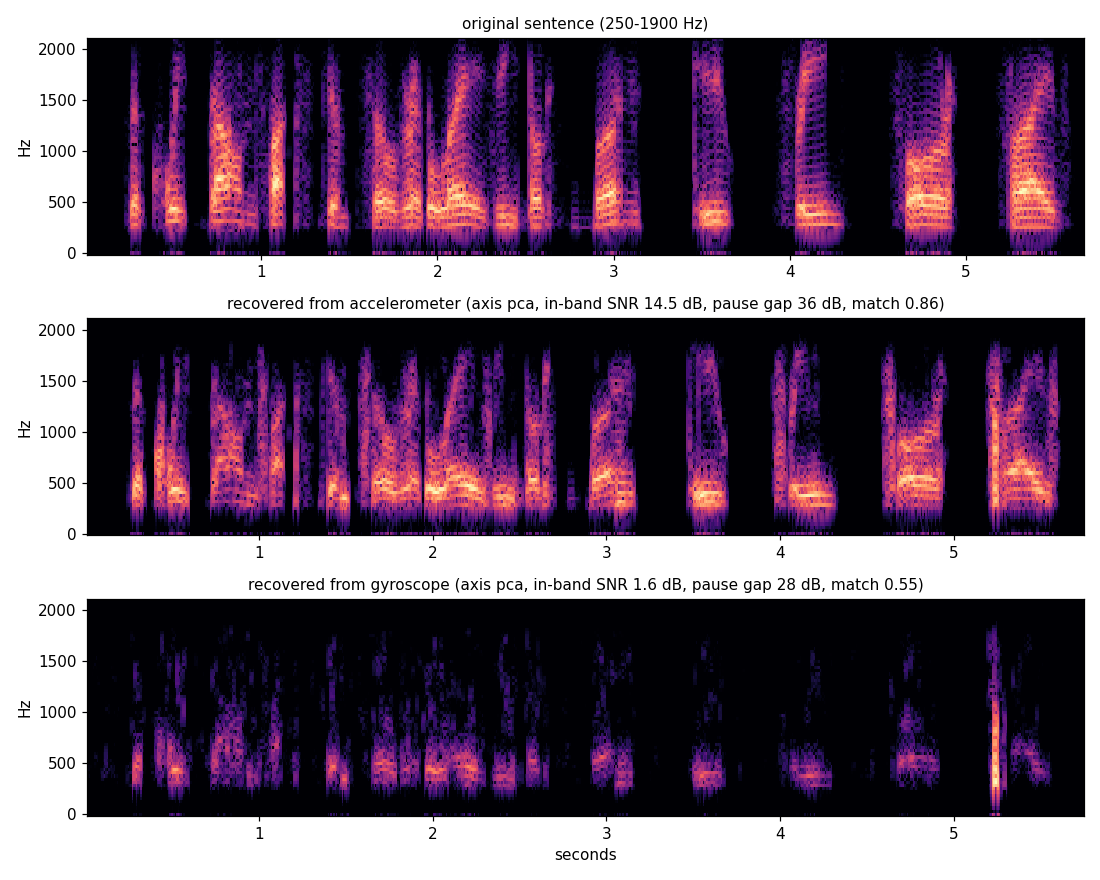 original sentence (250-1900 Hz)
2000
1500
1000
500
0
Hz
1 2 3 4 5
recovered from accelerometer (axis pca, in-band SNR 14.5 dB, pause gap 36 dB, match 0.86)
2000
1500
1000
500
0
Hz
1 2 3 4 5
recovered from gyroscope (axis pca, in-band SNR 1.6 dB, pause gap 28 dB, match 0.55)
2000
1500
1000
500
0
Hz
1 2 3 4 5
seconds